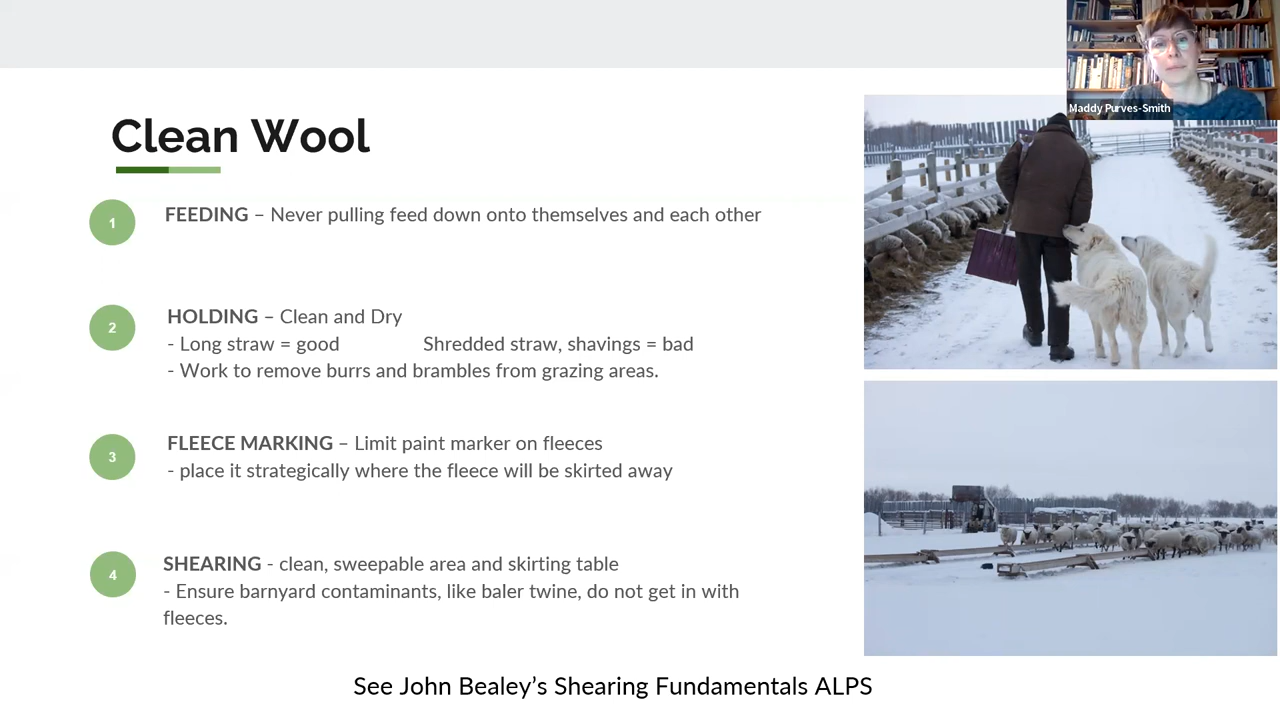 Maddy Purves-Smith
Clean Wool
1
FEEDING – Never pulling feed down onto themselves and each other
2
HOLDING – Clean and Dry
- Long straw = good Shredded straw, shavings = bad
- Work to remove burrs and brambles from grazing areas.
3
FLEECE MARKING – Limit paint marker on fleeces
- place it strategically where the fleece will be skirted away
4
SHEARING - clean, sweepable area and skirting table
- Ensure barnyard contaminants, like baler twine, do not get in with
fleeces.
See John Bealey’s Shearing Fundamentals ALPS